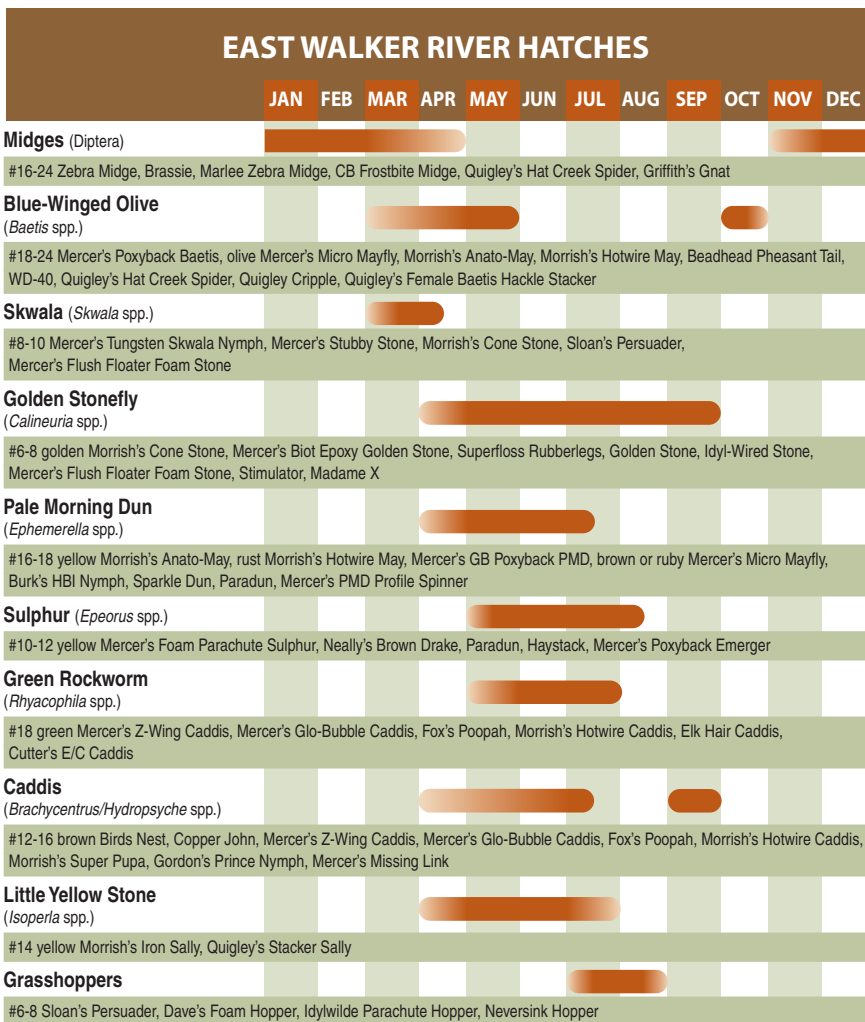 EAST WALKER RIVER HATCHES
JAN FEB MAR APR MAY JUN JUL AUG SEP OCT NOV DEC
Midges (Diptera)
#16-24 Zebra Midge, Brassie, Marlee Zebra Midge, CB Frostbite Midge, Quigley's Hat Creek Spider, Griffith's Gnat
Blue-Winged Olive
(Baetis spp.)
#18-24 Mercer's Poxyback Baetis, olive Mercer's Micro Mayfly, Morrish's Anato-May, Morrish's Hotwire May, Beadhead Pheasant Tail,
WD-40, Quigley's Hat Creek Spider, Quigley Cripple, Quigley's Female Baetis Hackle Stacker
Skwala (Skwala spp.)
#8-10 Mercer's Tungsten Skwala Nymph, Mercer's Stubby Stone, Morrish's Cone Stone, Sloan's Persuader,
Mercer's Flush Floater Foam Stone
Golden Stonefly
(Calineuria spp.)
#6-8 golden Morrish's Cone Stone, Mercer's Biot Epoxy Golden Stone, Superfloss Rubberlegs, Golden Stone, Idyl-Wired Stone,
Mercer's Flush Floater Foam Stone, Stimulator, Madame X
Pale Morning Dun
(Ephemerella spp.)
#16-18 yellow Morrish's Anato-May, rust Morrish's Hotwire May, Mercer's GB Poxyback PMD, brown or ruby Mercer's Micro Mayfly,
Burk's HBI Nymph, Sparkle Dun, Paradun, Mercer's PMD Profile Spinner
Sulphur (Epeorus spp.)
#10-12 yellow Mercer's Foam Parachute Sulphur, Neally's Brown Drake, Paradun, Haystack, Mercer's Poxyback Emerger
Green Rockworm
(Rhyacophila spp.)
#18 green Mercer's Z-Wing Caddis, Mercer's Glo-Bubble Caddis, Fox's Poopah, Morrish's Hotwire Caddis, Elk Hair Caddis,
Cutter's E/C Caddis
Caddis
(Brachycentrus/Hydropsyche spp.)
#12-16 brown Birds Nest, Copper John, Mercer's Z-Wing Caddis, Mercer's Glo-Bubble Caddis, Fox's Poopah, Morrish's Hotwire Caddis,
Morrish's Super Pupa, Gordon's Prince Nymph, Mercer's Missing Link
Little Yellow Stone
(Isoperla spp.)
#14 yellow Morrish's Iron Sally, Quigley's Stacker Sally
Grasshoppers
#6-8 Sloan's Persuader, Dave's Foam Hopper, Idylwilde Parachute Hopper, Neversink Hopper